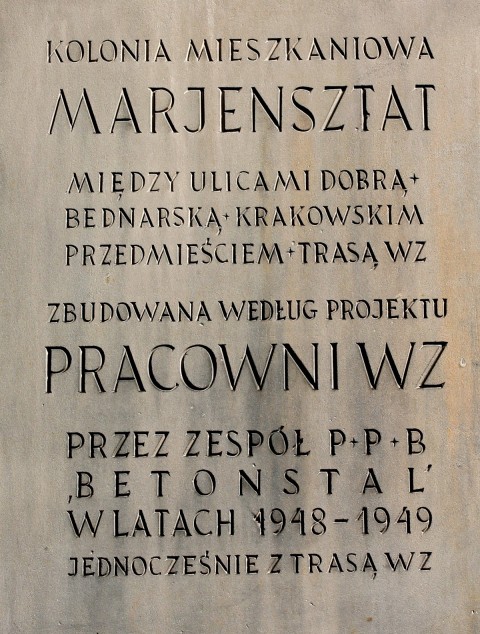 KOLONIA MIESZKANIOWA
MARJENSZTAT
MIĘDZY ULICAMI DOBRĄ+
BEDNARSKĄ+KRAKOWSKIM
PRZEDMIEŚCIEM+TRASĄ WZ
ZBUDOWANA WEDŁUG PROJEKTU
PRACOWNI WZ
PRZEZ ZESPÓŁ P+P+B
‚BETONSTAL’
W LATACH 1948-1949
JEDNOCZEŚNIE Z TRASĄ WZ